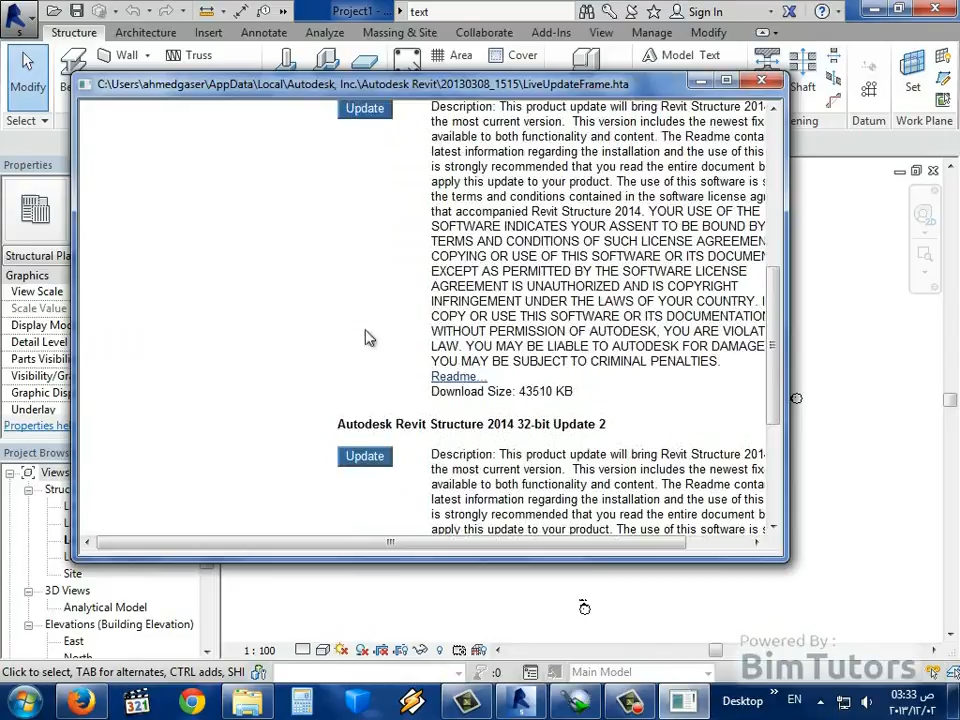 Project1 -
text
Sign In
Structure
Architecture
Insert
Annotate
Analyze
Massing & Site
Collaborate
Add-Ins
View
Manage
Modify
Modify
Wall
Truss
Area
Cover
Model Text
Shaft
Set
Select
Datum
Work Plane
C:\Users\ahmedgaser\AppData\Local\Autodesk, Inc.\Autodesk Revit\20130308_1515\LiveUpdateFrame.hta
Properties
Structural Pla
Graphics
View Scale
Scale Value
Display Mod
Detail Level
Parts Visibility
Visibility/Gra
Graphic Disp
Underlay
Properties he
Project Brows
Views
Struc
Site
3D Views
Analytical Model
Elevations (Building Elevation)
East
Update
Description: This product update will bring Revit Structure 2014
the most current version. This version includes the newest fix
available to both functionality and content. The Readme conta
latest information regarding the installation and the use of this
is strongly recommended that you read the entire document b
apply this update to your product. The use of this software is s
the terms and conditions contained in the software license agr
that accompanied Revit Structure 2014. YOUR USE OF THE
SOFTWARE INDICATES YOUR ASSENT TO BE BOUND BY
TERMS AND CONDITIONS OF SUCH LICENSE AGREEMEN
COPYING OR USE OF THIS SOFTWARE OR ITS DOCUMEN
EXCEPT AS PERMITTED BY THE SOFTWARE LICENSE
AGREEMENT IS UNAUTHORIZED AND IS COPYRIGHT
INFRINGEMENT UNDER THE LAWS OF YOUR COUNTRY. I
COPY OR USE THIS SOFTWARE OR ITS DOCUMENTATION
WITHOUT PERMISSION OF AUTODESK, YOU ARE VIOLAT
LAW. YOU MAY BE LIABLE TO AUTODESK FOR DAMAGE
YOU MAY BE SUBJECT TO CRIMINAL PENALTIES.
Readme...
Download Size: 43510 KB
Autodesk Revit Structure 2014 32-bit Update 2
Update
Description: This product update will bring Revit Structure 2014
the most current version. This version includes the newest fix
available to both functionality and content. The Readme conta
latest information regarding the installation and the use of this
is strongly recommended that you read the entire document b
apply this update to your product. The use of this software is s
1 : 100
Click to select, TAB for alternates, CTRL adds, SHI
:0
Main Model
Powered By :
BimTutors
Desktop
EN
03:33 ص
٢٠١٣/١٢/٠٢